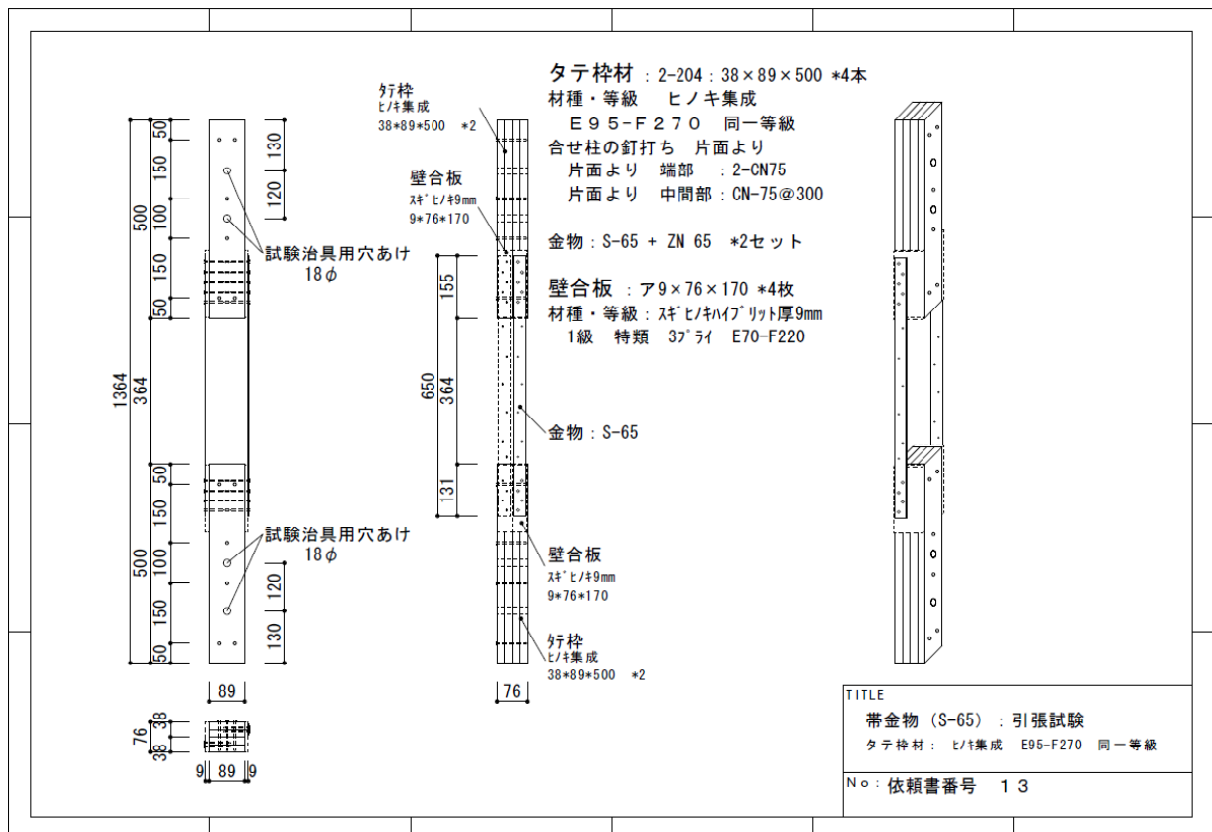 タテ枠材 : 2-204 : 38×89×500 *4本
材種・等級 ヒノキ集成
E95-F270 同一等級
合せ柱の釘打ち 片面より
片面より 端部 : 2-CN75
片面より 中間部 : CN-75@300
金物 : S-65 + ZN 65 *2セット
壁合板 : ア9×76×170 *4枚
材種・等級 : スギヒノキハイブリット厚9mm
1級 特類 3プライ E70-F220
タテ枠
ヒノキ集成
38*89*500 *2
壁合板
スギヒノキ9mm
9*76*170
試験治具用穴あけ
18φ
金物 : S-65
試験治具用穴あけ
18φ
壁合板
スギヒノキ9mm
9*76*170
タテ枠
ヒノキ集成
38*89*500 *2
1364
500
364
500
50
150
100
150
50
50
150
100
150
50
130
120
120
130
89
650
155
364
131
76
76
38
38
9
89
9
TITLE
帯金物 (S-65) : 引張試験
タテ枠材 : ヒノキ集成 E95-F270 同一等級
No : 依頼書番号 13